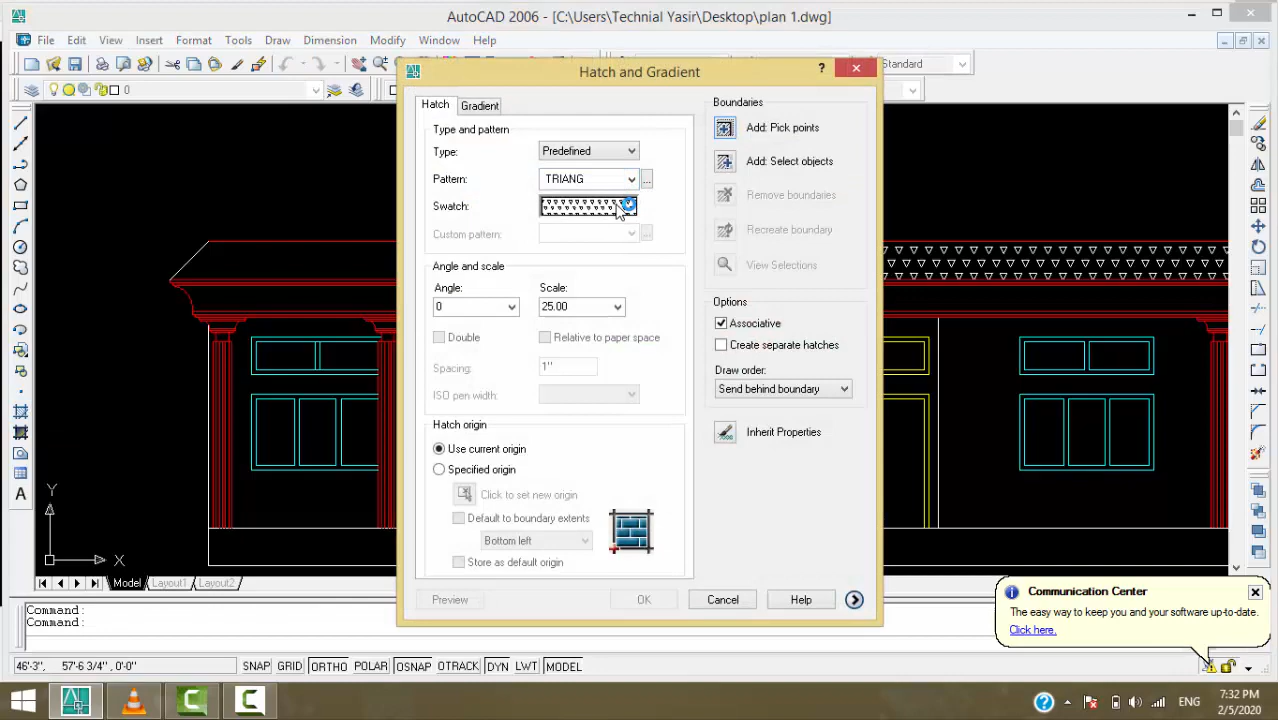 AutoCAD 2006 - [C:\Users\Technial Yasir\Desktop\plan 1.dwg]
File Edit View Insert Format Tools Draw Dimension Modify Window Help
Standard
0
Hatch and Gradient
?
Hatch Gradient
Type and pattern
Type: Predefined
Pattern: TRIANG ...
Swatch:
Custom pattern: ...
Angle and scale
Angle: Scale:
0 25.00
Double Relative to paper space
Spacing: 1"
ISO pen width:
Hatch origin
Use current origin
Specified origin
Click to set new origin
Default to boundary extents
Bottom left
Store as default origin
Boundaries
Add: Pick points
Add: Select objects
Remove boundaries
Recreate boundary
View Selections
Options
Associative
Create separate hatches
Draw order:
Send behind boundary
Inherit Properties
Preview OK Cancel Help
Y
X
A
Model Layout1 Layout2
Command:
Command:
Communication Center
The easy way to keep you and your software up-to-date.
Click here.
46'-3", 57'-6 3/4", 0'-0" SNAP GRID ORTHO POLAR OSNAP OTRACK DYN LWT MODEL
ENG
7:32 PM
2/5/2020